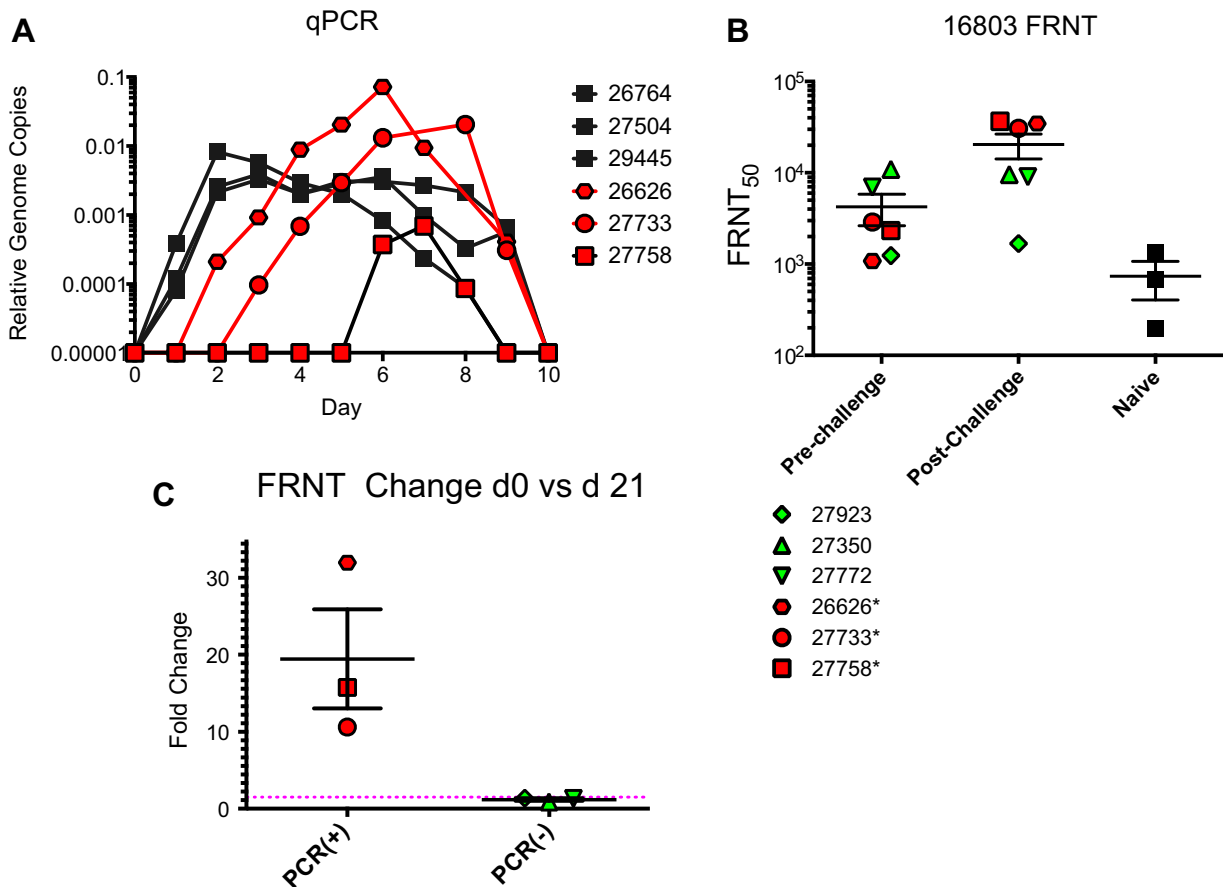 A
qPCR
Relative Genome Copies
0.1
0.01
0.001
0.0001
0.00001
0 2 4 6 8 10
Day
26764
27504
29445
26626
27733
27758
B
16803 FRNT
FRNT50
10^5
10^4
10^3
10^2
Pre-challenge
Post-Challenge
Naive
27923
27350
27772
26626*
27733*
27758*
C
FRNT Change d0 vs d 21
Fold Change
30
20
10
0
PCR(+)
PCR(-)